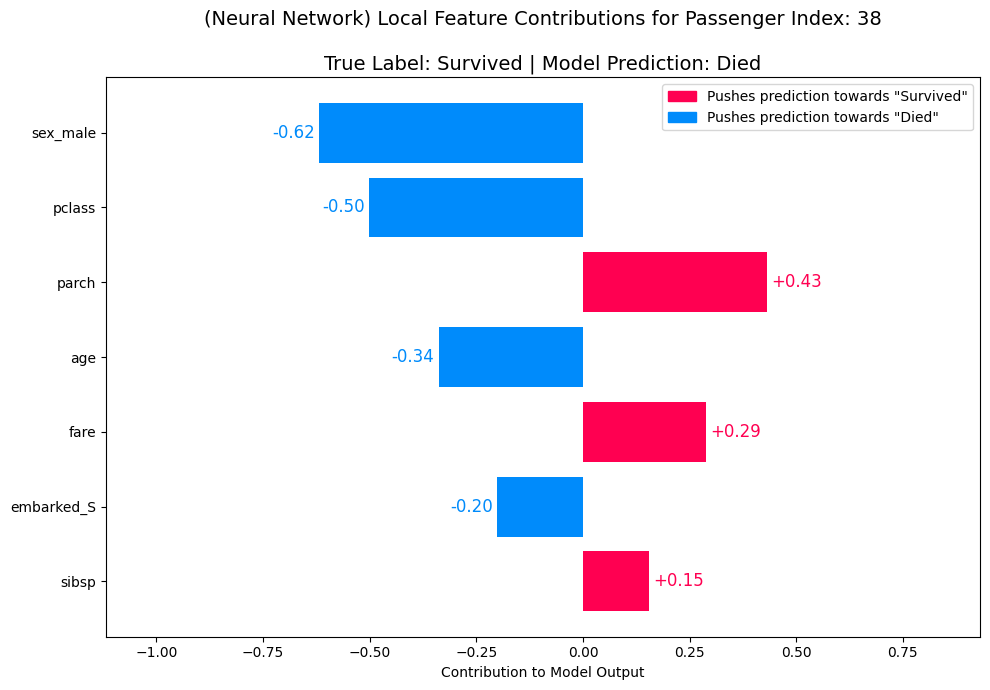 (Neural Network) Local Feature Contributions for Passenger Index: 38
True Label: Survived | Model Prediction: Died
Pushes prediction towards "Survived"
Pushes prediction towards "Died"
sex_male
-0.62
pclass
-0.50
parch
+0.43
age
-0.34
fare
+0.29
embarked_S
-0.20
sibsp
+0.15
−1.00 −0.75 −0.50 −0.25 0.00 0.25 0.50 0.75
Contribution to Model Output